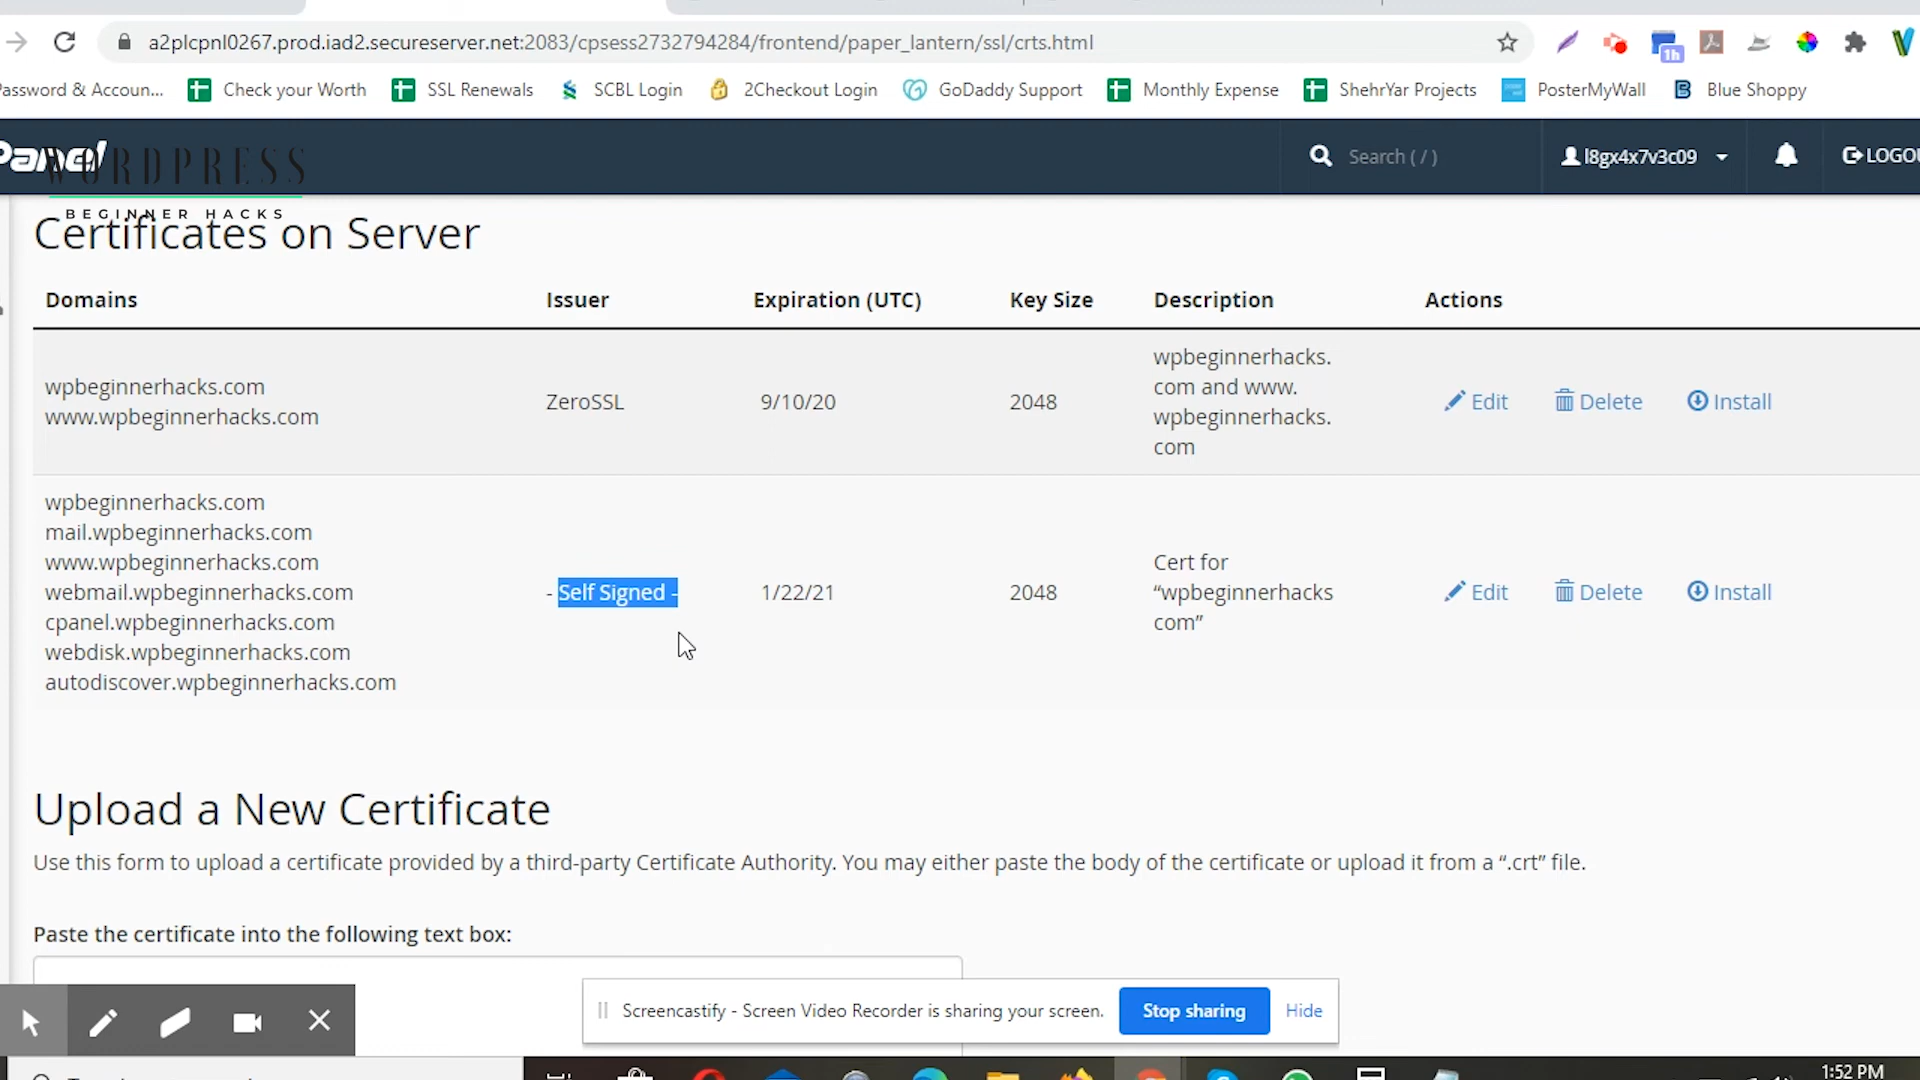 a2plcpnl0267.prod.iad2.secureserver.net:2083/cpsess2732794284/frontend/paper_lantern/ssl/crts.html
1h
assword & Accoun...
Check your Worth
SSL Renewals
SCBL Login
2Checkout Login
GoDaddy Support
Monthly Expense
ShehrYar Projects
PosterMyWall
Blue Shoppy
Panel
WORDPRESS
BEGINNER HACKS
Search ( / )
l8gx4x7v3c09
LOGOU
Certificates on Server
Domains Issuer Expiration (UTC) Key Size Description Actions
wpbeginnerhacks.com
www.wpbeginnerhacks.com
ZeroSSL
9/10/20
2048
wpbeginnerhacks.
com and www.
wpbeginnerhacks.
com
Edit Delete Install
wpbeginnerhacks.com
mail.wpbeginnerhacks.com
www.wpbeginnerhacks.com
webmail.wpbeginnerhacks.com
cpanel.wpbeginnerhacks.com
webdisk.wpbeginnerhacks.com
autodiscover.wpbeginnerhacks.com
- Self Signed -
1/22/21
2048
Cert for
“wpbeginnerhacks
com”
Edit Delete Install
Upload a New Certificate
Use this form to upload a certificate provided by a third-party Certificate Authority. You may either paste the body of the certificate or upload it from a “.crt” file.
Paste the certificate into the following text box:
Screencastify - Screen Video Recorder is sharing your screen.
Stop sharing
Hide
1:52 PM